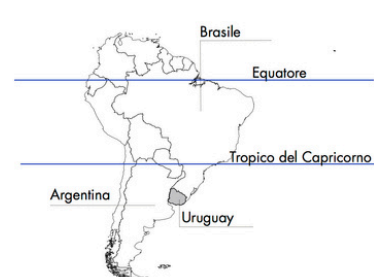 Brasile
Equatore
Tropico del Capricorno
Argentina
Uruguay